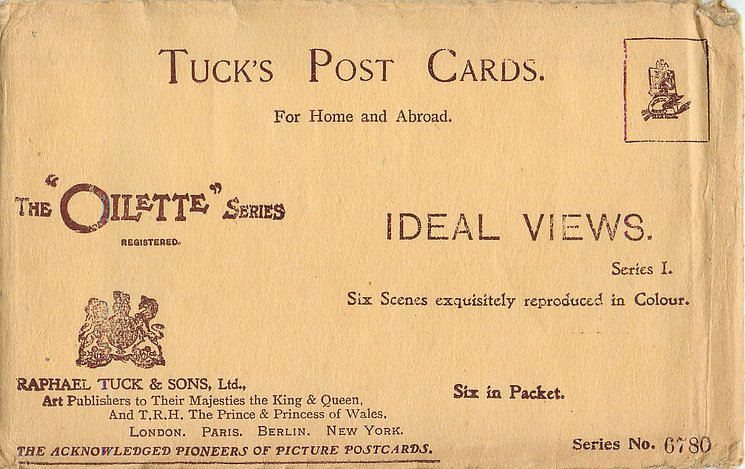 TUCK'S POST CARDS.
For Home and Abroad.
THE "OILETTE" SERIES
REGISTERED.
IDEAL VIEWS.
Series I.
Six Scenes exquisitely reproduced in Colour.
RAPHAEL TUCK & SONS, Ltd.,
Art Publishers to Their Majesties the King & Queen,
And T.R.H. The Prince & Princess of Wales.
LONDON. PARIS. BERLIN. NEW YORK.
THE ACKNOWLEDGED PIONEERS OF PICTURE POSTCARDS.
Six in Packet.
Series No. 6780